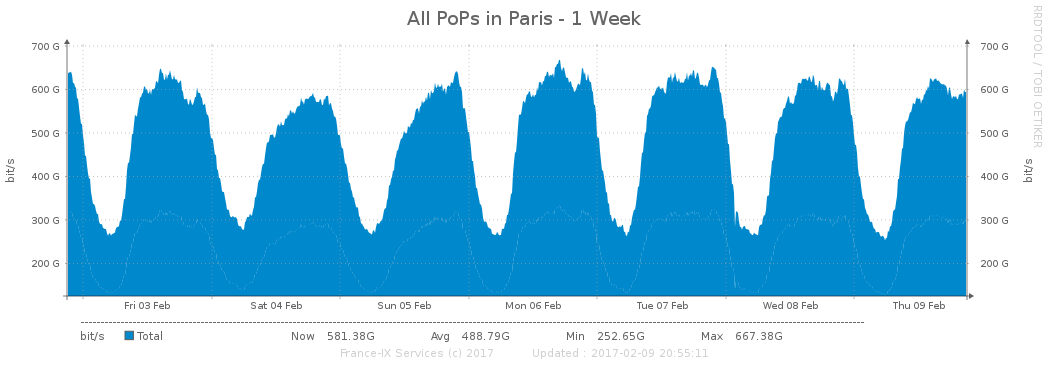 All PoPs in Paris - 1 Week
RRDTOOL / TOBI OETIKER
bit/s
700 G 700 G
600 G 600 G
500 G 500 G
400 G 400 G
300 G 300 G
200 G 200 G
bit/s
Fri 03 Feb Sat 04 Feb Sun 05 Feb Mon 06 Feb Tue 07 Feb Wed 08 Feb Thu 09 Feb
bit/s Total Now 581.38G Avg 488.79G Min 252.65G Max 667.38G
France-IX Services (c) 2017 Updated : 2017-02-09 20:55:11